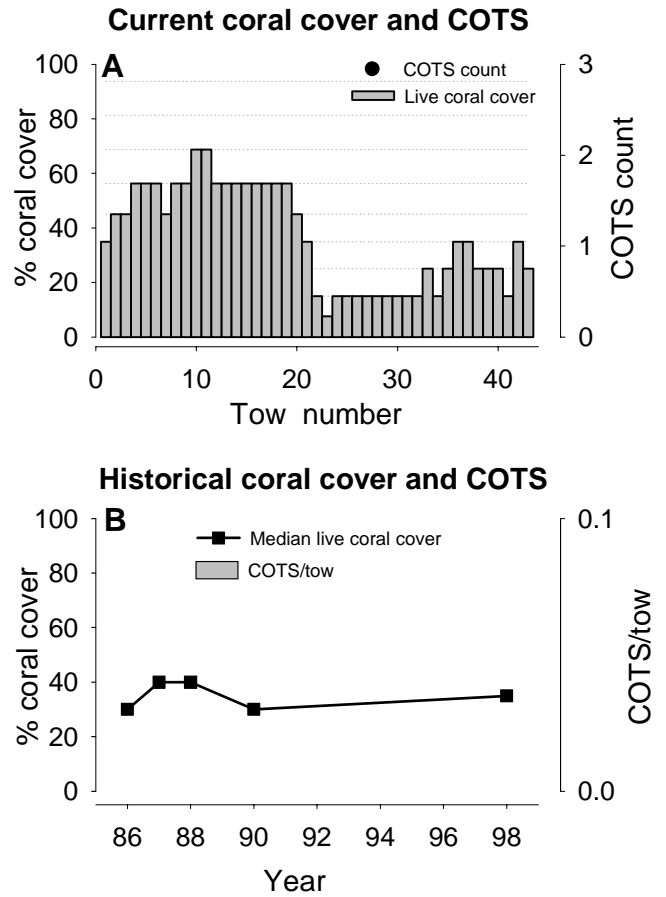 Current coral cover and COTS
A
COTS count
Live coral cover
100
80
60
40
20
0
% coral cover
3
2
1
0
COTS count
0 10 20 30 40
Tow number
Historical coral cover and COTS
B
Median live coral cover
COTS/tow
100
80
60
40
20
0
% coral cover
0.1
0.0
COTS/tow
86 88 90 92 94 96 98
Year